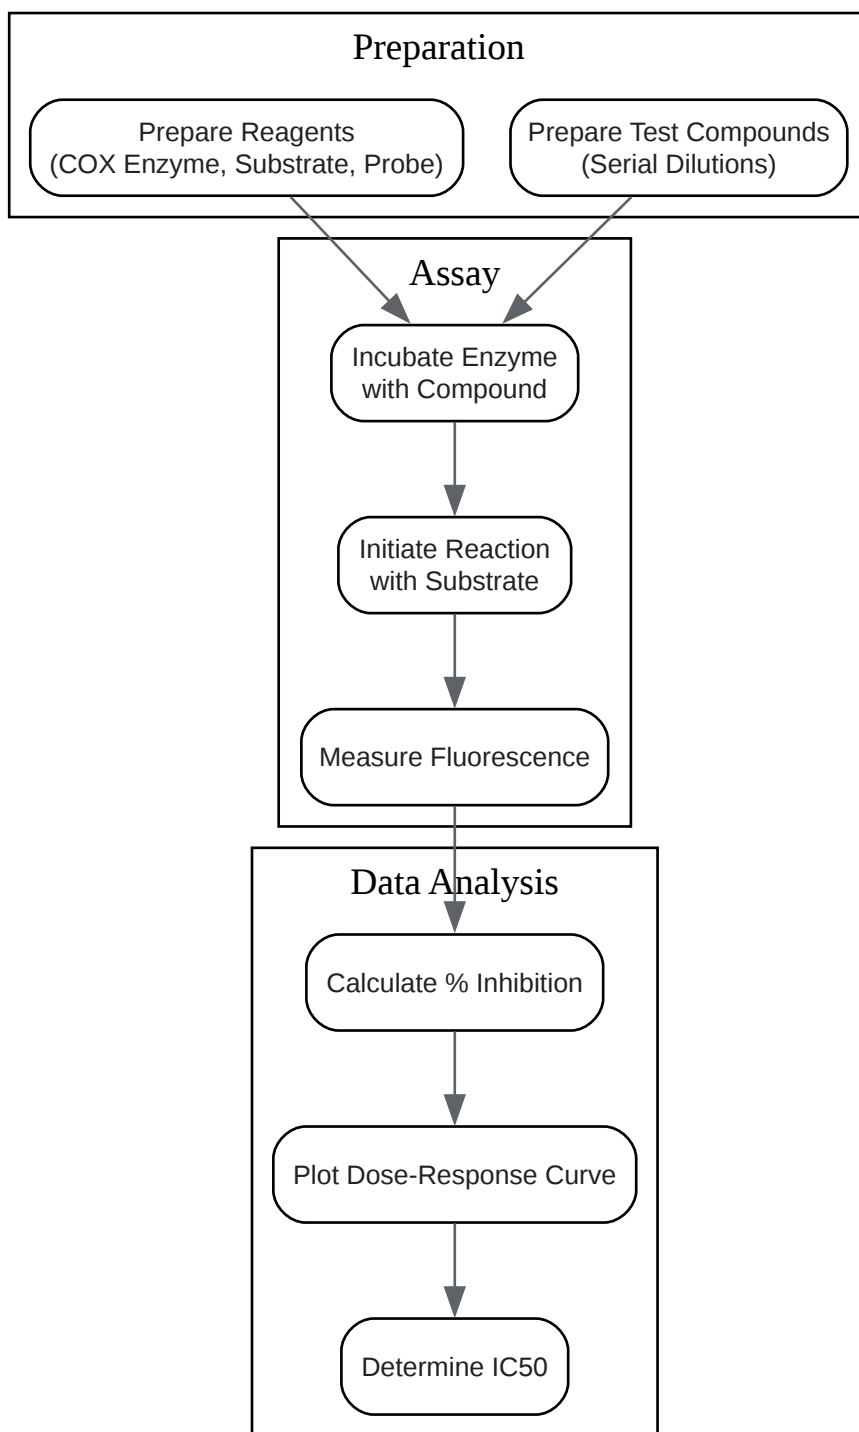 Preparation
Prepare Reagents
(COX Enzyme, Substrate, Probe)
Prepare Test Compounds
(Serial Dilutions)
Assay
Incubate Enzyme
with Compound
Initiate Reaction
with Substrate
Measure Fluorescence
Data Analysis
Calculate % Inhibition
Plot Dose-Response Curve
Determine IC50